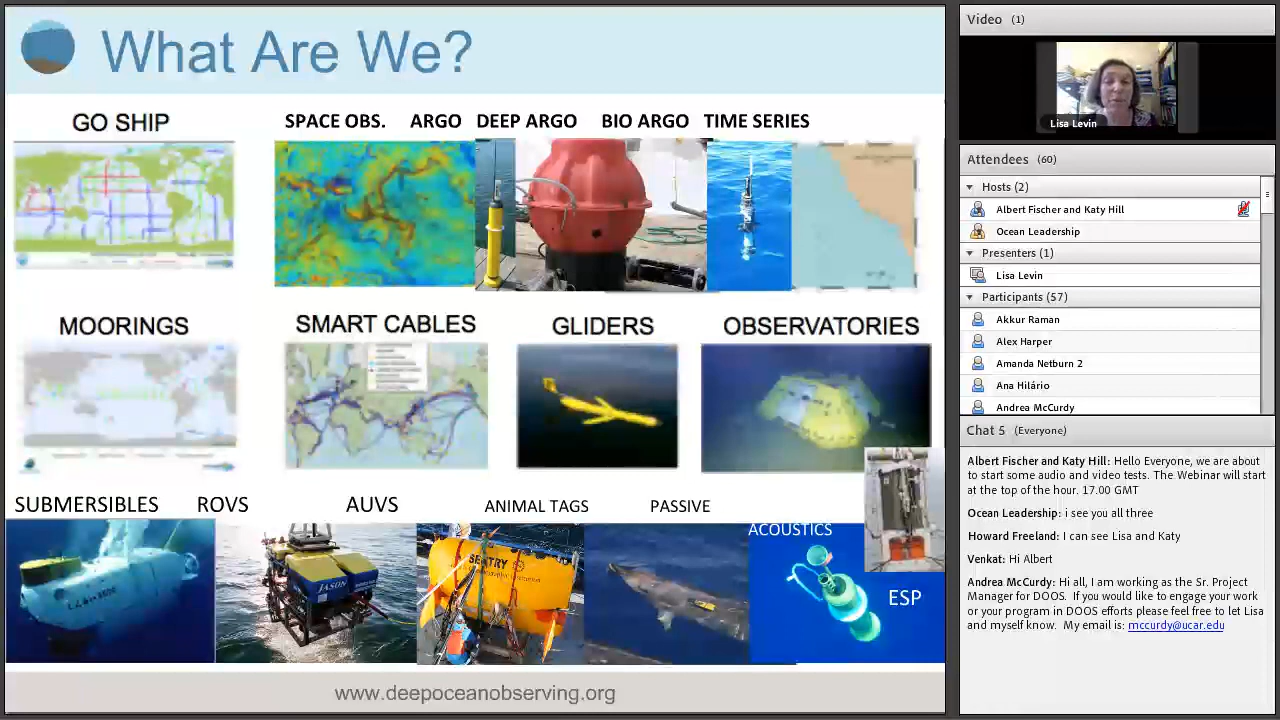 What Are We?
GO SHIP
SPACE OBS. ARGO DEEP ARGO BIO ARGO TIME SERIES
MOORINGS
SMART CABLES
GLIDERS
OBSERVATORIES
SUBMERSIBLES ROVS AUVS ANIMAL TAGS PASSIVE
ACOUSTICS
JASON
SENTRY
ESP
www.deepoceanobserving.org
Video (1)
Lisa Levin
Attendees (60)
Hosts (2)
Albert Fischer and Katy Hill
Ocean Leadership
Presenters (1)
Lisa Levin
Participants (57)
Akkur Raman
Alex Harper
Amanda Netburn 2
Ana Hilário
Andrea McCurdy
Chat 5 (Everyone)
Albert Fischer and Katy Hill: Hello Everyone, we are about
to start some audio and video tests. The Webinar will start
at the top of the hour. 17.00 GMT
Ocean Leadership: i see you all three
Howard Freeland: I can see Lisa and Katy
Venkat: Hi Albert
Andrea McCurdy: Hi all, I am working as the Sr. Project
Manager for DOOS. If you would like to engage your work
or your program in DOOS efforts please feel free to let Lisa
and myself know. My email is: mccurdy@ucar.edu